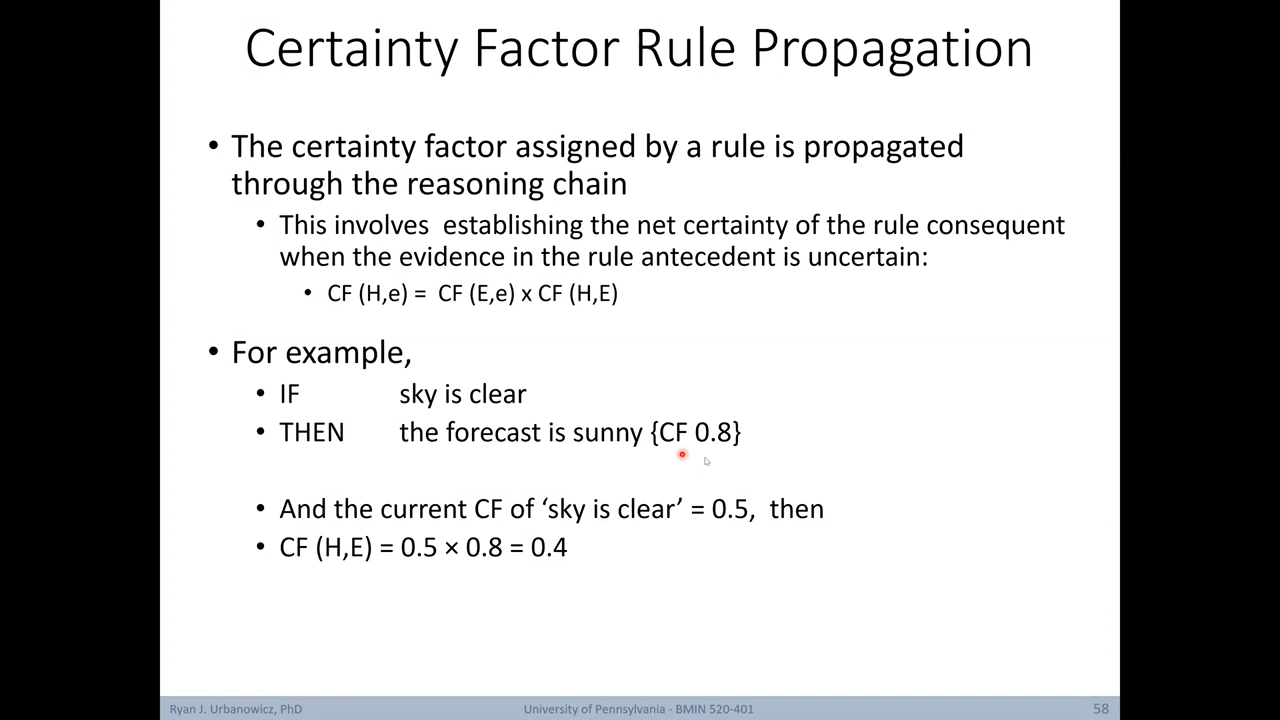 Certainty Factor Rule Propagation
• The certainty factor assigned by a rule is propagated
through the reasoning chain
• This involves establishing the net certainty of the rule consequent
when the evidence in the rule antecedent is uncertain:
• CF (H,e) = CF (E,e) x CF (H,E)
• For example,
• IF sky is clear
• THEN the forecast is sunny {CF 0.8}
• And the current CF of ‘sky is clear’ = 0.5, then
• CF (H,E) = 0.5 × 0.8 = 0.4
Ryan J. Urbanowicz, PhD University of Pennsylvania - BMIN 520-401 58